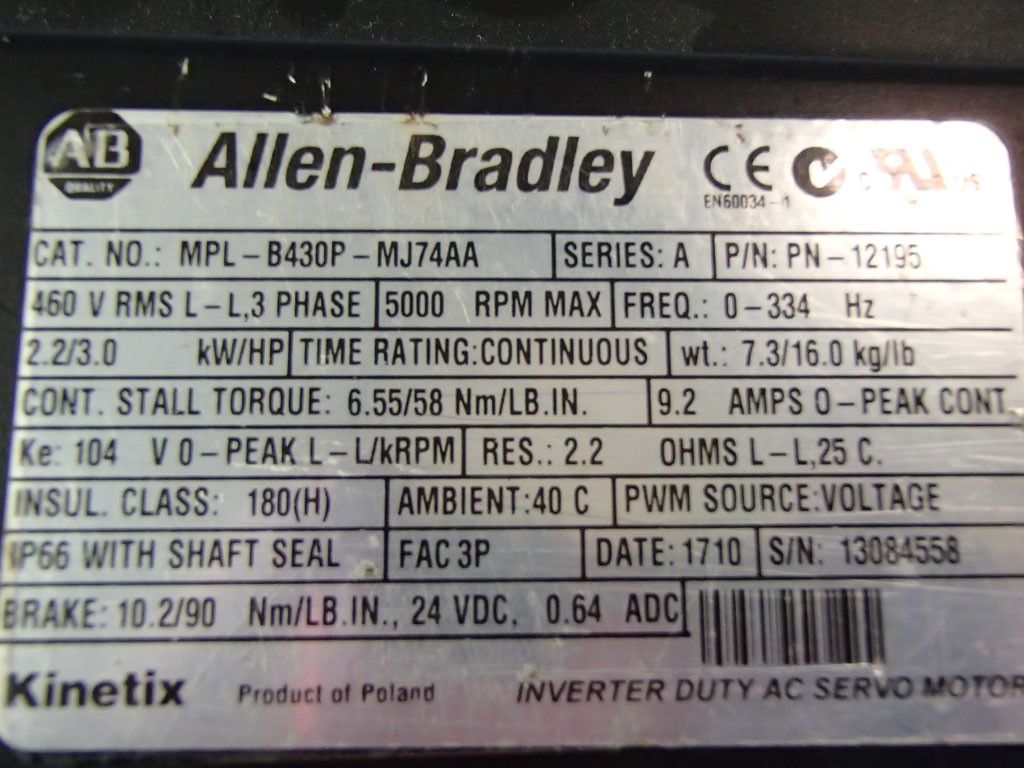 AB QUALITY Allen-Bradley CE EN60034-1 C US
CAT. NO.: MPL-B430P-MJ74AA SERIES: A P/N: PN-12195
460 V RMS L-L,3 PHASE 5000 RPM MAX FREQ.: 0-334 Hz
2.2/3.0 kW/HP TIME RATING:CONTINUOUS wt.: 7.3/16.0 kg/lb
CONT. STALL TORQUE: 6.55/58 Nm/LB.IN. 9.2 AMPS 0-PEAK CONT.
Ke: 104 V 0-PEAK L-L/kRPM RES.: 2.2 OHMS L-L,25 C.
INSUL. CLASS: 180(H) AMBIENT:40 C PWM SOURCE:VOLTAGE
IP66 WITH SHAFT SEAL FAC 3P DATE: 1710 S/N: 13084558
BRAKE: 10.2/90 Nm/LB.IN., 24 VDC, 0.64 ADC
Kinetix Product of Poland INVERTER DUTY AC SERVO MOTOR